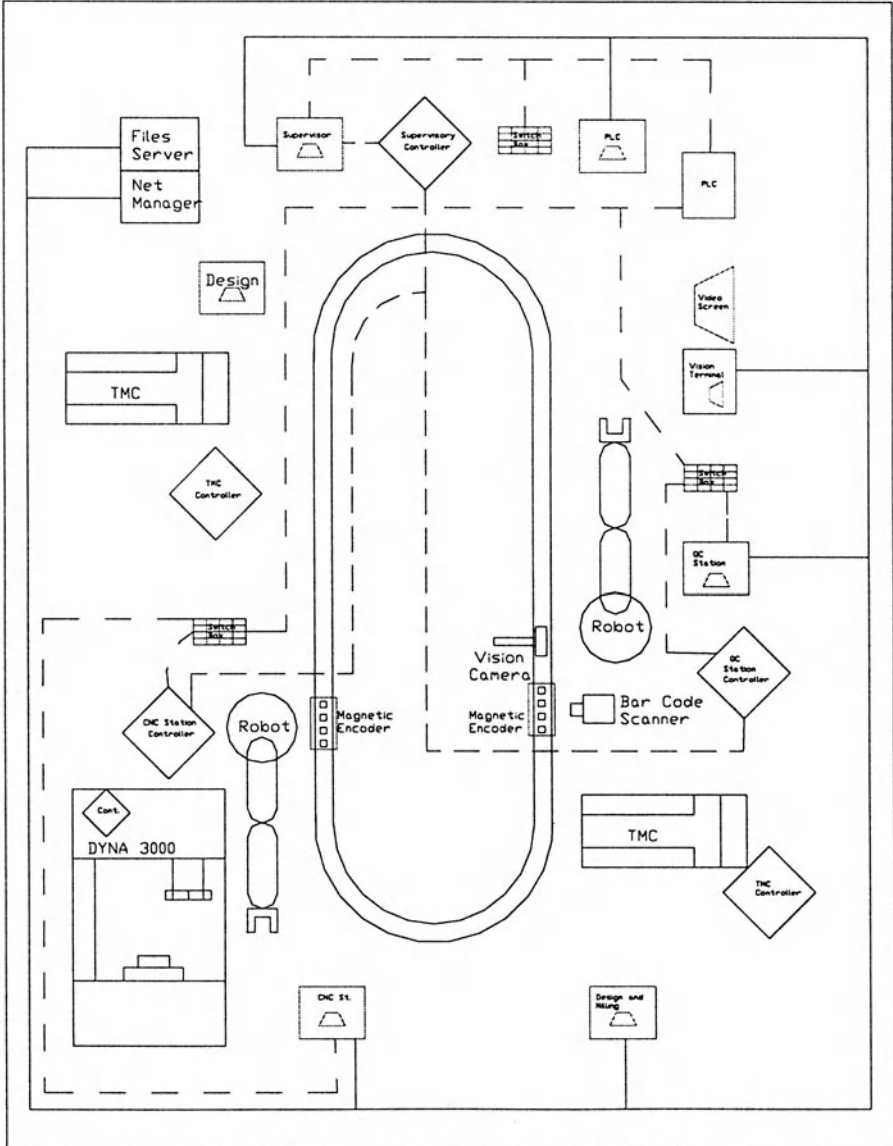 Files
Server
Net
Manager
Supervisor
Supervisory
Controller
Switch
Box
PLC
PLC
Design
Video
Screen
Vision
Terminal
TMC
TMC
Controller
Switch
Box
QC
Station
Switch
Box
Robot
Vision
Camera
QC
Station
Controller
CNC Station
Controller
Robot
Magnetic
Encoder
Magnetic
Encoder
Bar Code
Scanner
Cont.
DYNA 3000
TMC
TMC
Controller
CNC St.
Design and
Milling